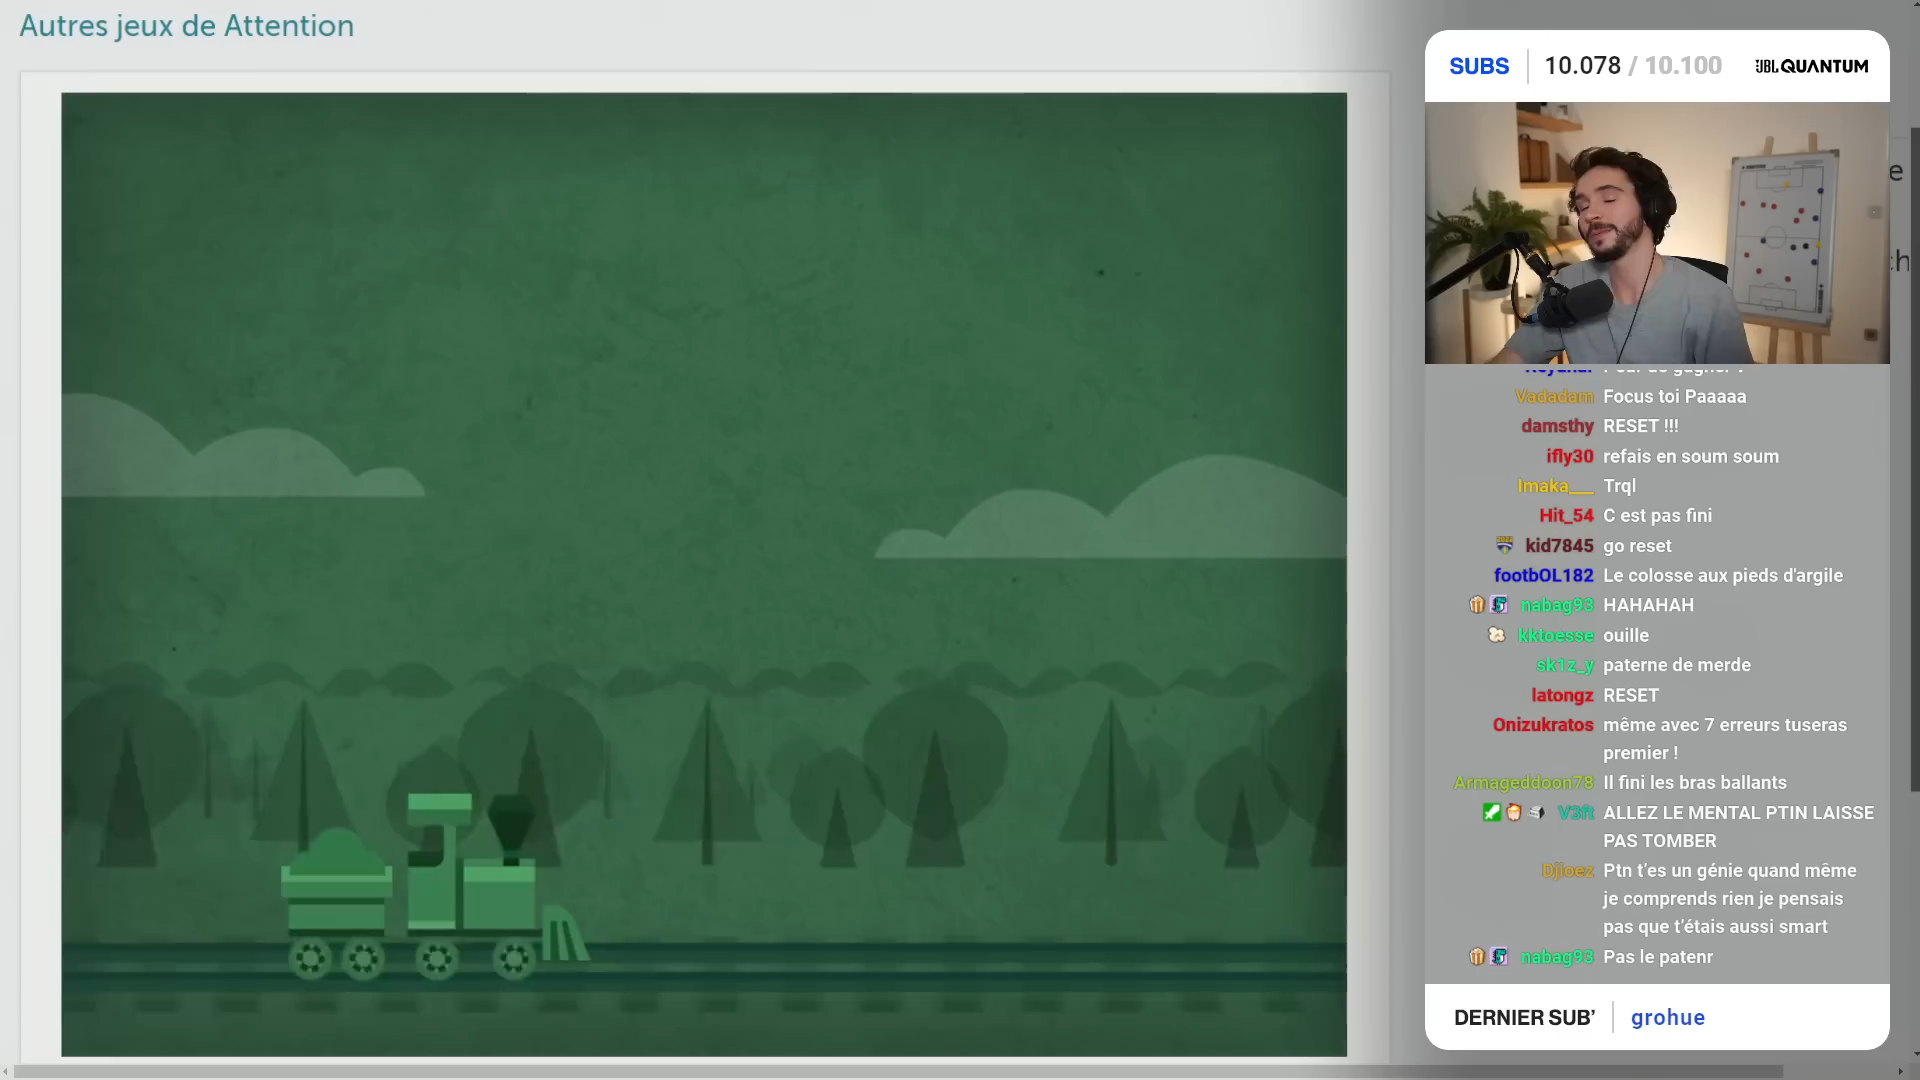 Autres jeux de Attention
SUBS 10.078 / 10.100 JBL QUANTUM
Vadadam Focus toi Paaaaa
damsthy RESET !!!
ifly30 refais en soum soum
Imaka___ Trql
Hit_54 C est pas fini
kid7845 go reset
footbOL182 Le colosse aux pieds d'argile
nabag93 HAHAHAH
kktoesse ouille
sk1z_y paterne de merde
latongz RESET
Onizukratos même avec 7 erreurs tuseras
premier !
Armageddoon78 Il fini les bras ballants
V3ft ALLEZ LE MENTAL PTIN LAISSE
PAS TOMBER
Djioez Ptn t’es un génie quand même
je comprends rien je pensais
pas que t’étais aussi smart
nabag93 Pas le patenr
DERNIER SUB’ grohue